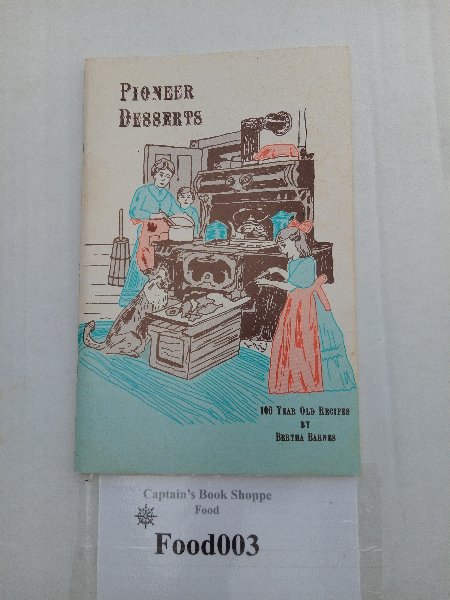 PIONEER
DESSERTS
100 YEAR OLD RECIPES
BY
BERTHA BARNES
Captain's Book Shoppe
Food
Food003